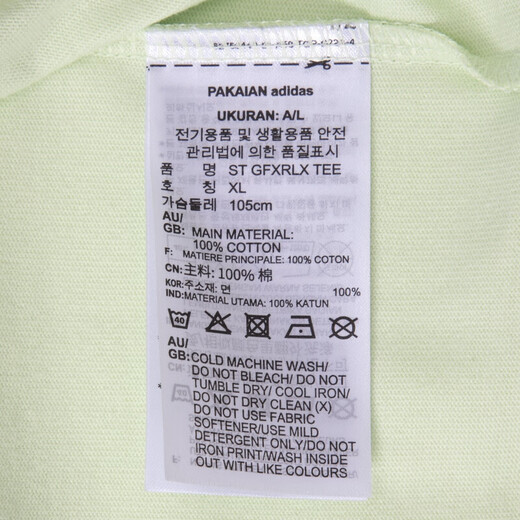 PAKAIAN adidas
UKURAN: A/L
전기용품 및 생활용품 안전
관리법에 의한 품질표시
품 명 ST GFXRLX TEE
호 칭 XL
가슴둘레 105cm
AU/
GB: MAIN MATERIAL:
100% COTTON
F: MATIERE PRINCIPALE: 100% COTON
CN: 主料: 100% 棉
KOR: 주소재: 면 100%
IND: MATERIAL UTAMA: 100% KATUN
40
AU/
GB: COLD MACHINE WASH/
DO NOT BLEACH/ DO NOT
TUMBLE DRY/ COOL IRON/
DO NOT DRY CLEAN (X)
DO NOT USE FABRIC
SOFTENER/USE MILD
DETERGENT ONLY/DO NOT
IRON PRINT/WASH INSIDE
OUT WITH LIKE COLOURS